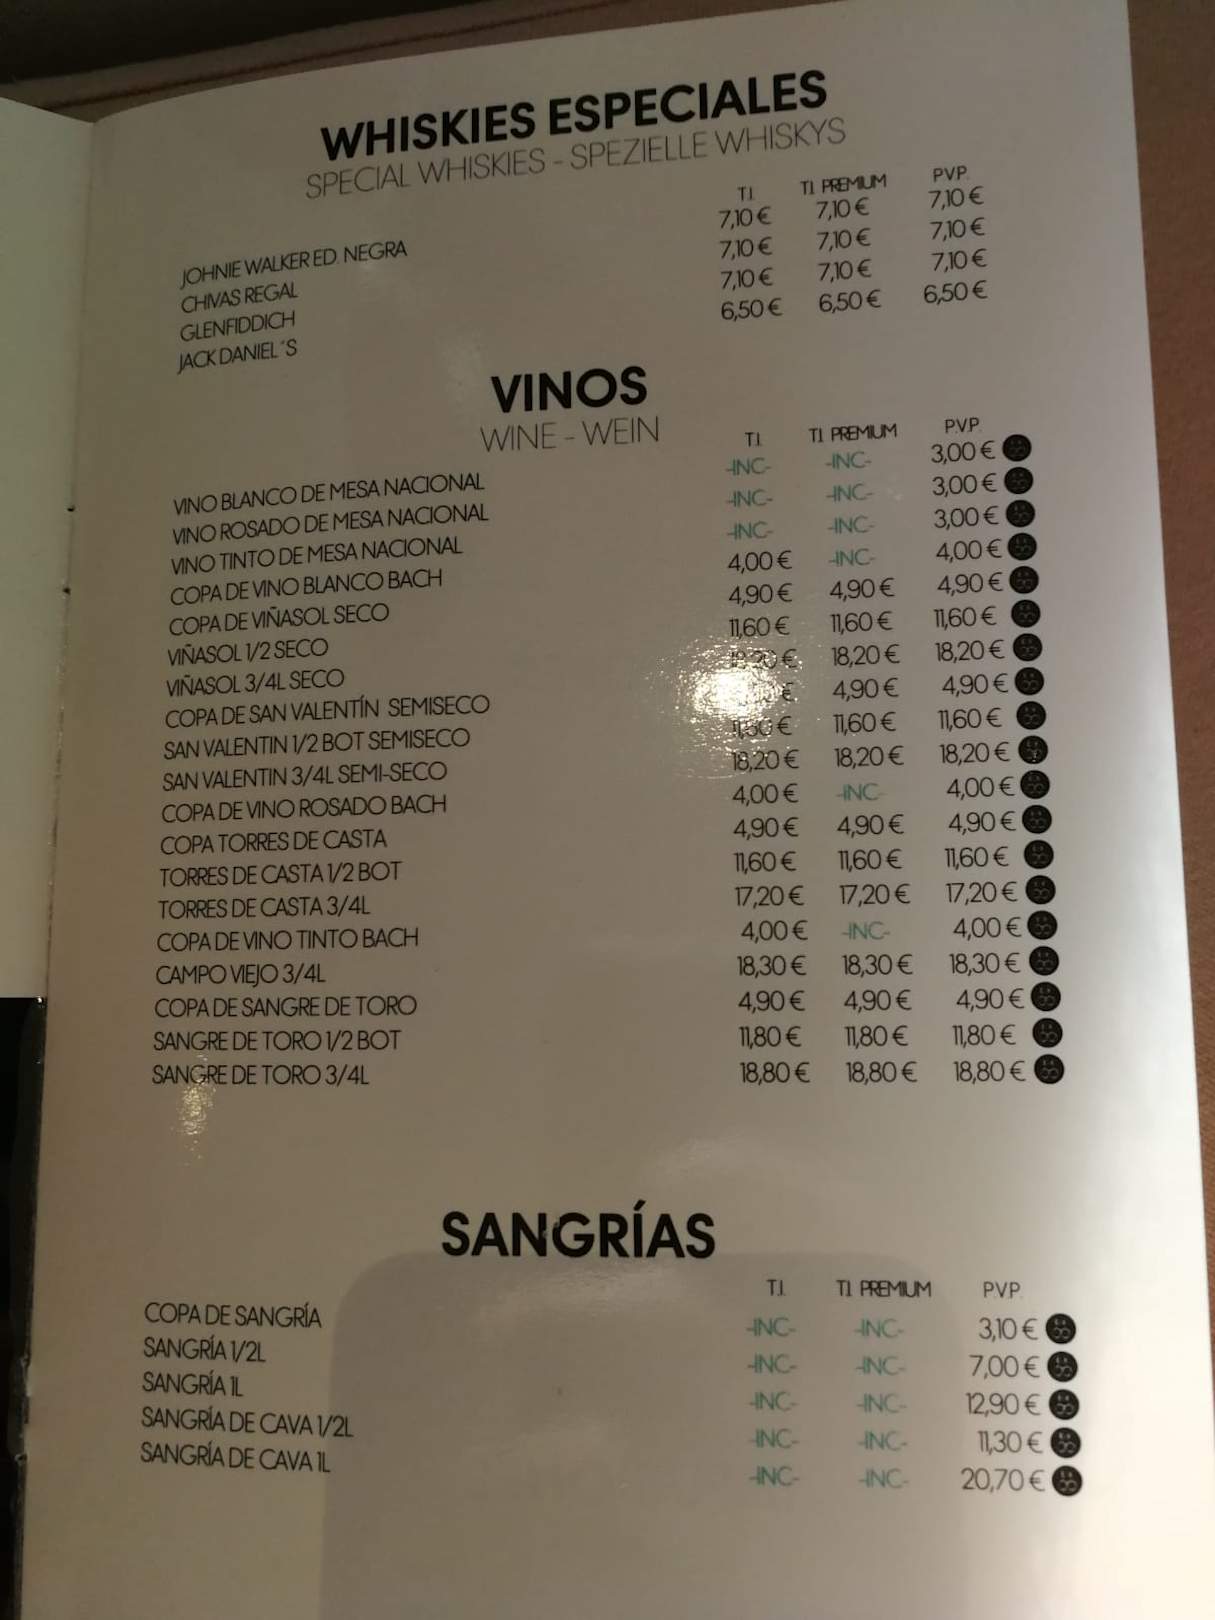 WHISKIES ESPECIALES
SPECIAL WHISKIES - SPEZIELLE WHISKYS
T.I. T.I. PREMIUM P.V.P.
JOHNIE WALKER ED. NEGRA 7,10 € 7,10 € 7,10 €
CHIVAS REGAL 7,10 € 7,10 € 7,10 €
GLENFIDDICH 7,10 € 7,10 € 7,10 €
JACK DANIEL´S 6,50 € 6,50 € 6,50 €
VINOS
WINE - WEIN
T.I. T.I. PREMIUM P.V.P.
VINO BLANCO DE MESA NACIONAL -INC- -INC- 3,00 €
VINO ROSADO DE MESA NACIONAL -INC- -INC- 3,00 €
VINO TINTO DE MESA NACIONAL -INC- -INC- 3,00 €
COPA DE VINO BLANCO BACH 4,00 € -INC- 4,00 €
COPA DE VIÑASOL SECO 4,90 € 4,90 € 4,90 €
VIÑASOL 1/2 SECO 11,60 € 11,60 € 11,60 €
VIÑASOL 3/4L SECO 18,20 € 18,20 € 18,20 €
COPA DE SAN VALENTÍN SEMISECO € 4,90 € 4,90 €
SAN VALENTIN 1/2 BOT SEMISECO 11,60 € 11,60 € 11,60 €
SAN VALENTIN 3/4L SEMI-SECO 18,20 € 18,20 € 18,20 €
COPA DE VINO ROSADO BACH 4,00 € -INC- 4,00 €
COPA TORRES DE CASTA 4,90 € 4,90 € 4,90 €
TORRES DE CASTA 1/2 BOT 11,60 € 11,60 € 11,60 €
TORRES DE CASTA 3/4L 17,20 € 17,20 € 17,20 €
COPA DE VINO TINTO BACH 4,00 € -INC- 4,00 €
CAMPO VIEJO 3/4L 18,30 € 18,30 € 18,30 €
COPA DE SANGRE DE TORO 4,90 € 4,90 € 4,90 €
SANGRE DE TORO 1/2 BOT 11,80 € 11,80 € 11,80 €
SANGRE DE TORO 3/4L 18,80 € 18,80 € 18,80 €
SANGRÍAS
T.I. T.I. PREMIUM P.V.P.
COPA DE SANGRÍA -INC- -INC- 3,10 €
SANGRÍA 1/2L -INC- -INC- 7,00 €
SANGRÍA 1L -INC- -INC- 12,90 €
SANGRÍA DE CAVA 1/2L -INC- -INC- 11,30 €
SANGRÍA DE CAVA 1L -INC- -INC- 20,70 €